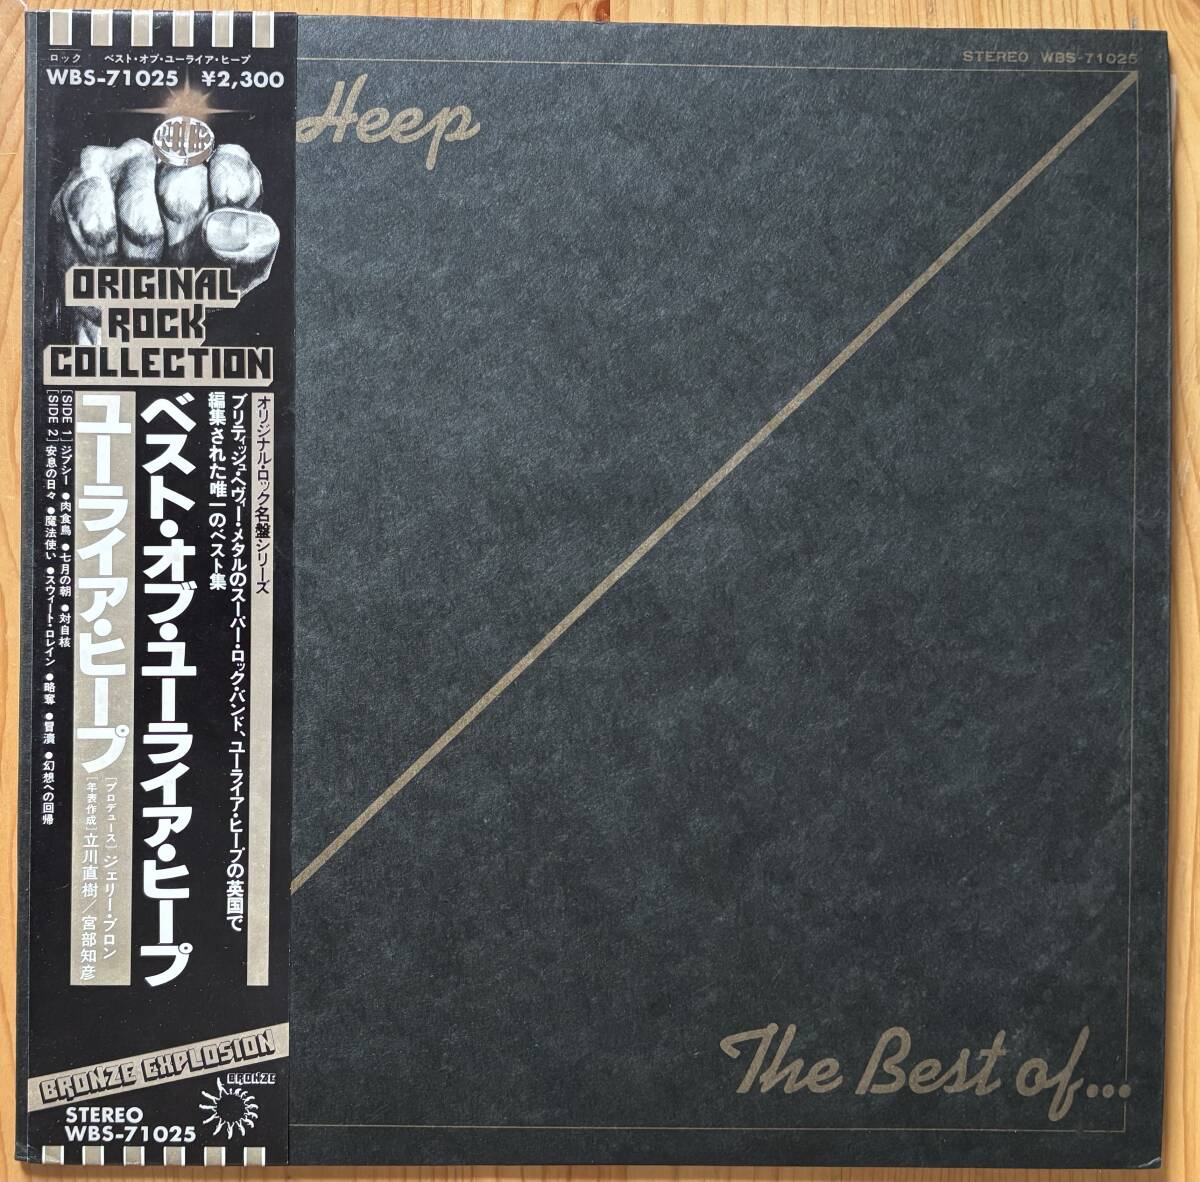 ロック ベスト・オブ・ユーライア・ヒープ
WBS-71025 ¥2,300
ORIGINAL
ROCK
COLLECTION
オリジナル・ロック名盤シリーズ
ブリティッシュ・ヘヴィー・メタルのスーパー・ロック・バンド、ユーライア・ヒープの英国で
編集された唯一のベスト集
ベスト・オブ・ユーライア・ヒープ
ユーライア・ヒープ
[プロデュース]ジェリー・ブロン
[年表作成]立川直樹/宮部知彦
[SIDE 1]ジプシー●肉食鳥●七月の朝●対自核
[SIDE 2]安息の日々●魔法使い●スウィート・ロレイン●略奪●冒瀆●幻想への回帰
BRONZE EXPLOSION
BRONZE
STEREO
WBS-71025
STEREO WBS-71025
Heep
The Best of...